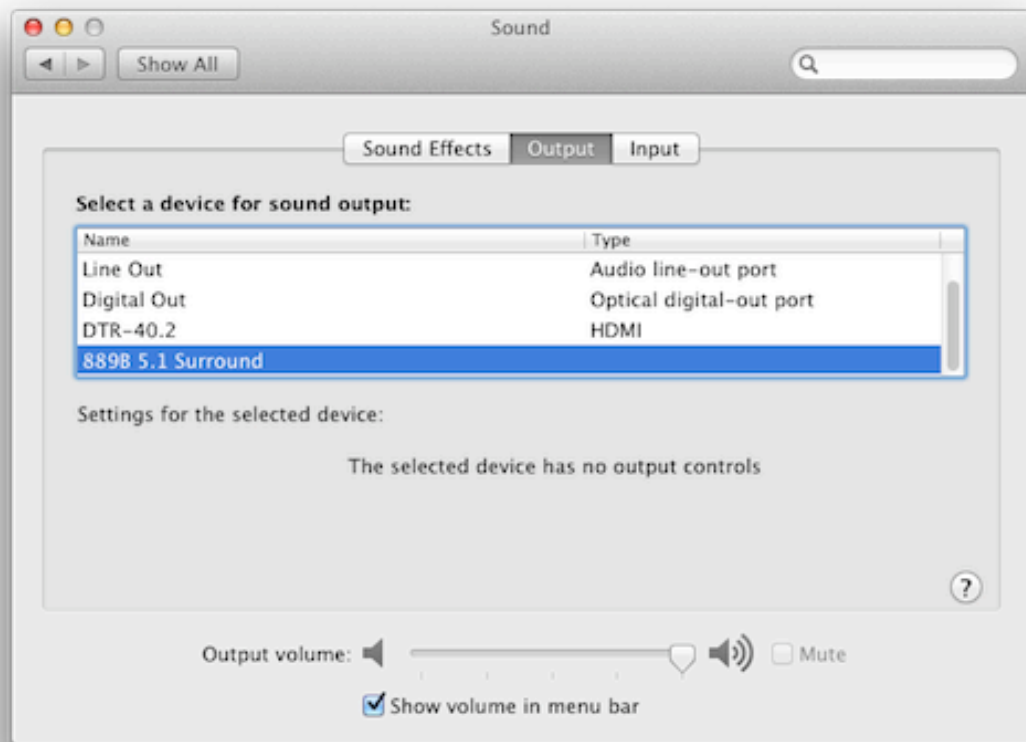 Sound
Show All
Sound Effects Output Input
Select a device for sound output:
Name Type
Line Out Audio line-out port
Digital Out Optical digital-out port
DTR-40.2 HDMI
889B 5.1 Surround
Settings for the selected device:
The selected device has no output controls
?
Output volume: Mute
Show volume in menu bar